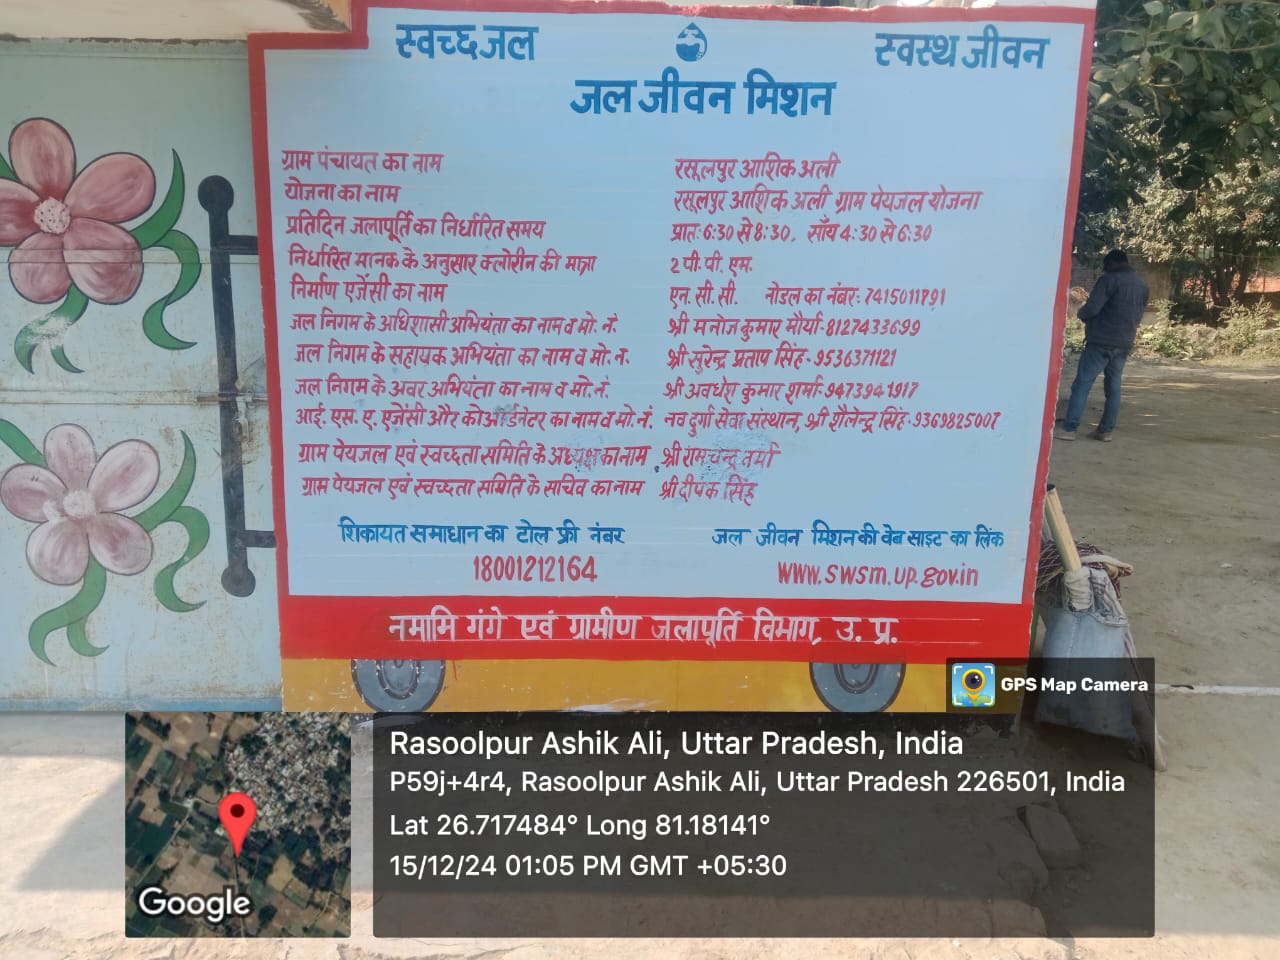 स्वच्छ जल
स्वस्थ जीवन
जल जीवन मिशन
ग्राम पंचायत का नाम रसूलपुर आशिक अली
योजना का नाम रसूलपुर आशिक अली ग्राम पेयजल योजना
प्रतिदिन जलापूर्ति का निर्धारित समय प्रातः 6:30 से 8:30, साँय 4:30 से 6:30
निर्धारित मानक के अनुसार क्लोरीन की मात्रा 2 पी. पी. एम.
निर्माण एजेंसी का नाम एन. सी. सी. नोडल का नंबर: 7415011791
जल निगम के अधिशासी अभियंता का नाम व मो. नं. श्री मनोज कुमार मौर्या-8127433699
जल निगम के सहायक अभियंता का नाम व मो. न. श्री सुरेन्द्र प्रताप सिंह-9536371121
जल निगम के अवर अभियंता का नाम व मो. नं. श्री अवधेश कुमार शर्मा-9473941917
आई. एस. ए. एजेंसी और कोऑर्डिनेटर का नाम व मो. नं. नव दुर्गा सेवा संस्थान, श्री शैलेन्द्र सिंह-9369825007
ग्राम पेयजल एवं स्वच्छता समिति के अध्यक्ष का नाम श्री रामचन्द्र वर्मा
ग्राम पेयजल एवं स्वच्छता समिति के सचिव का नाम श्री दीपक सिंह
शिकायत समाधान का टोल फ्री नंबर जल जीवन मिशन की वेब साइट का लिंक
18001212164 www.swsm.up.gov.in
नमामि गंगे एवं ग्रामीण जलापूर्ति विभाग, उ. प्र.
GPS Map Camera
Rasoolpur Ashik Ali, Uttar Pradesh, India
P59j+4r4, Rasoolpur Ashik Ali, Uttar Pradesh 226501, India
Lat 26.717484° Long 81.18141°
15/12/24 01:05 PM GMT +05:30
Google